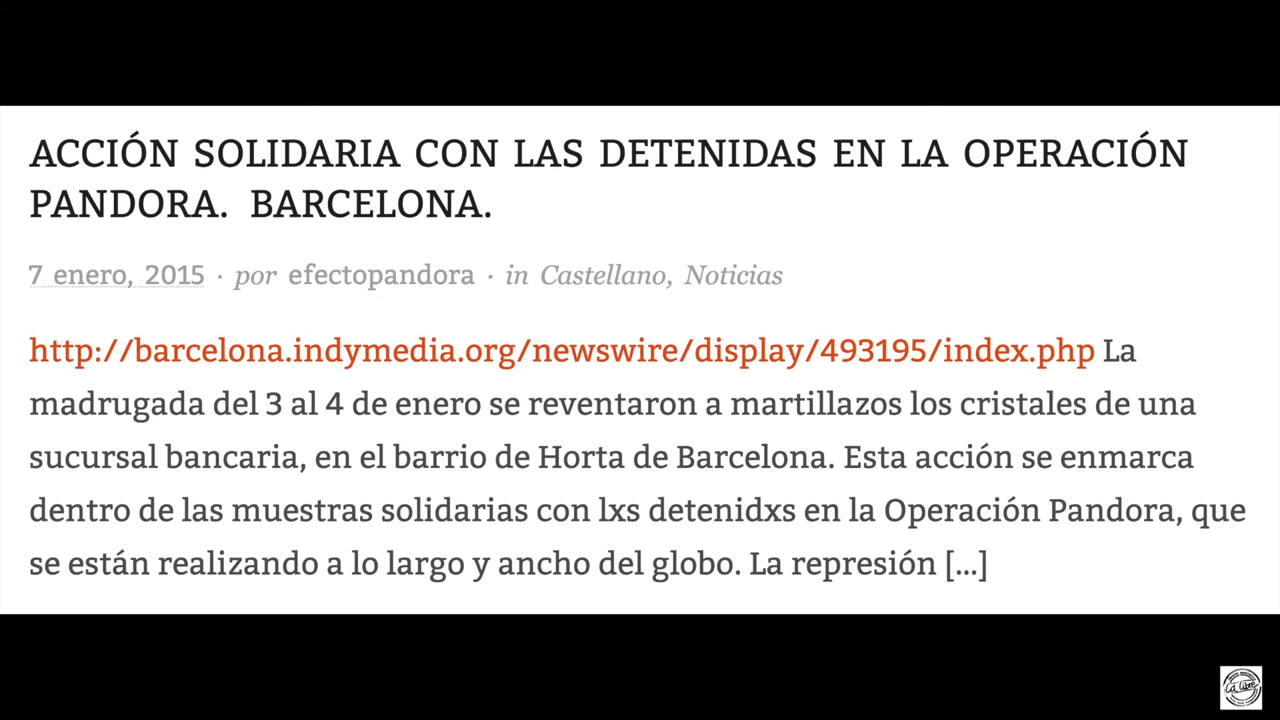 ACCIÓN SOLIDARIA CON LAS DETENIDAS EN LA OPERACIÓN
PANDORA. BARCELONA.
7 enero, 2015 · por efectopandora · in Castellano, Noticias
http://barcelona.indymedia.org/newswire/display/493195/index.php La
madrugada del 3 al 4 de enero se reventaron a martillazos los cristales de una
sucursal bancaria, en el barrio de Horta de Barcelona. Esta acción se enmarca
dentro de las muestras solidarias con lxs detenidxs en la Operación Pandora, que
se están realizando a lo largo y ancho del globo. La represión [...]